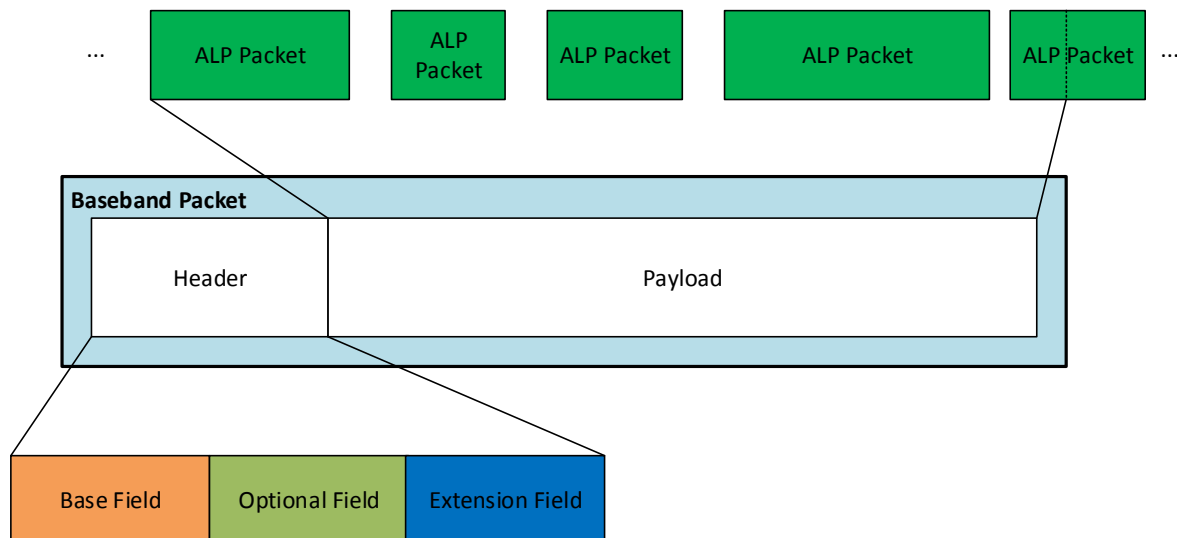 ...
ALP Packet
ALP
Packet
ALP Packet
ALP Packet
ALP Packet
...
Baseband Packet
Header
Payload
Base Field
Optional Field
Extension Field